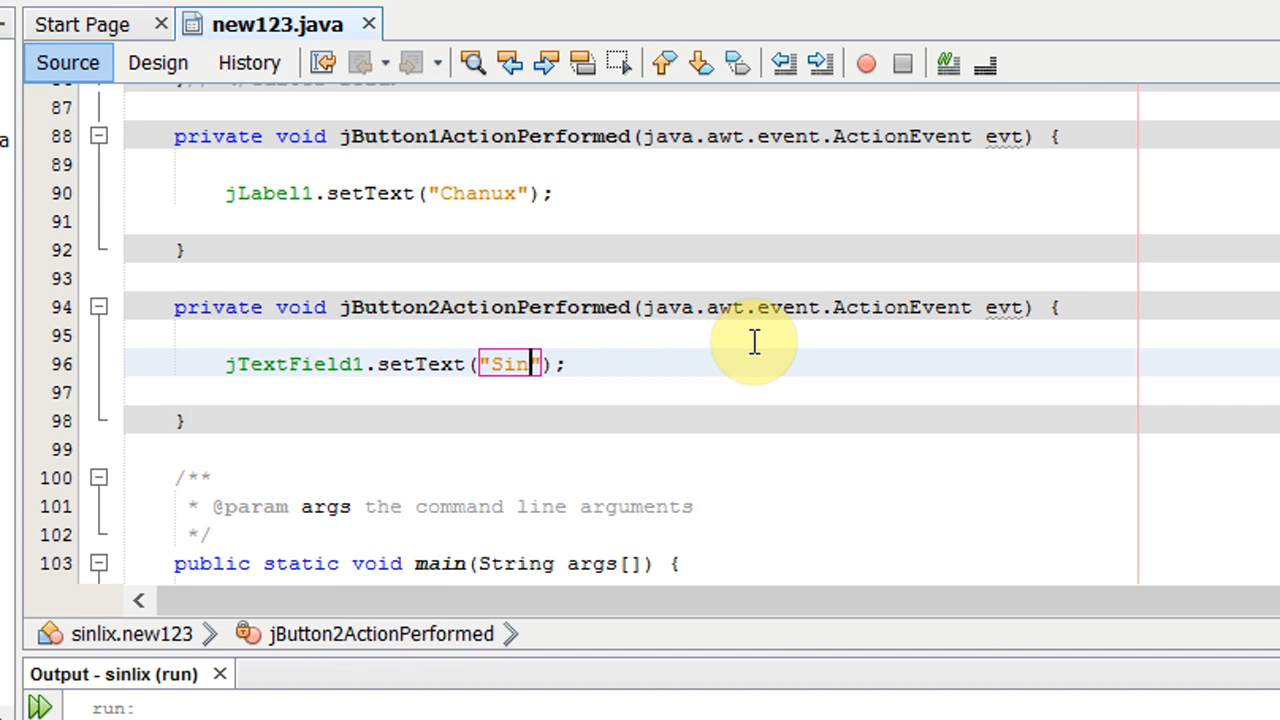 Start Page × new123.java ×
Source Design History
87
88 private void jButton1ActionPerformed(java.awt.event.ActionEvent evt) {
89
90 jLabel1.setText("Chanux");
91
92 }
93
94 private void jButton2ActionPerformed(java.awt.event.ActionEvent evt) {
95
96 jTextField1.setText("Sin");
97
98 }
99
100 /**
101 * @param args the command line arguments
102 */
103 public static void main(String args[]) {
sinlix.new123 jButton2ActionPerformed
Output - sinlix (run) ×
run: